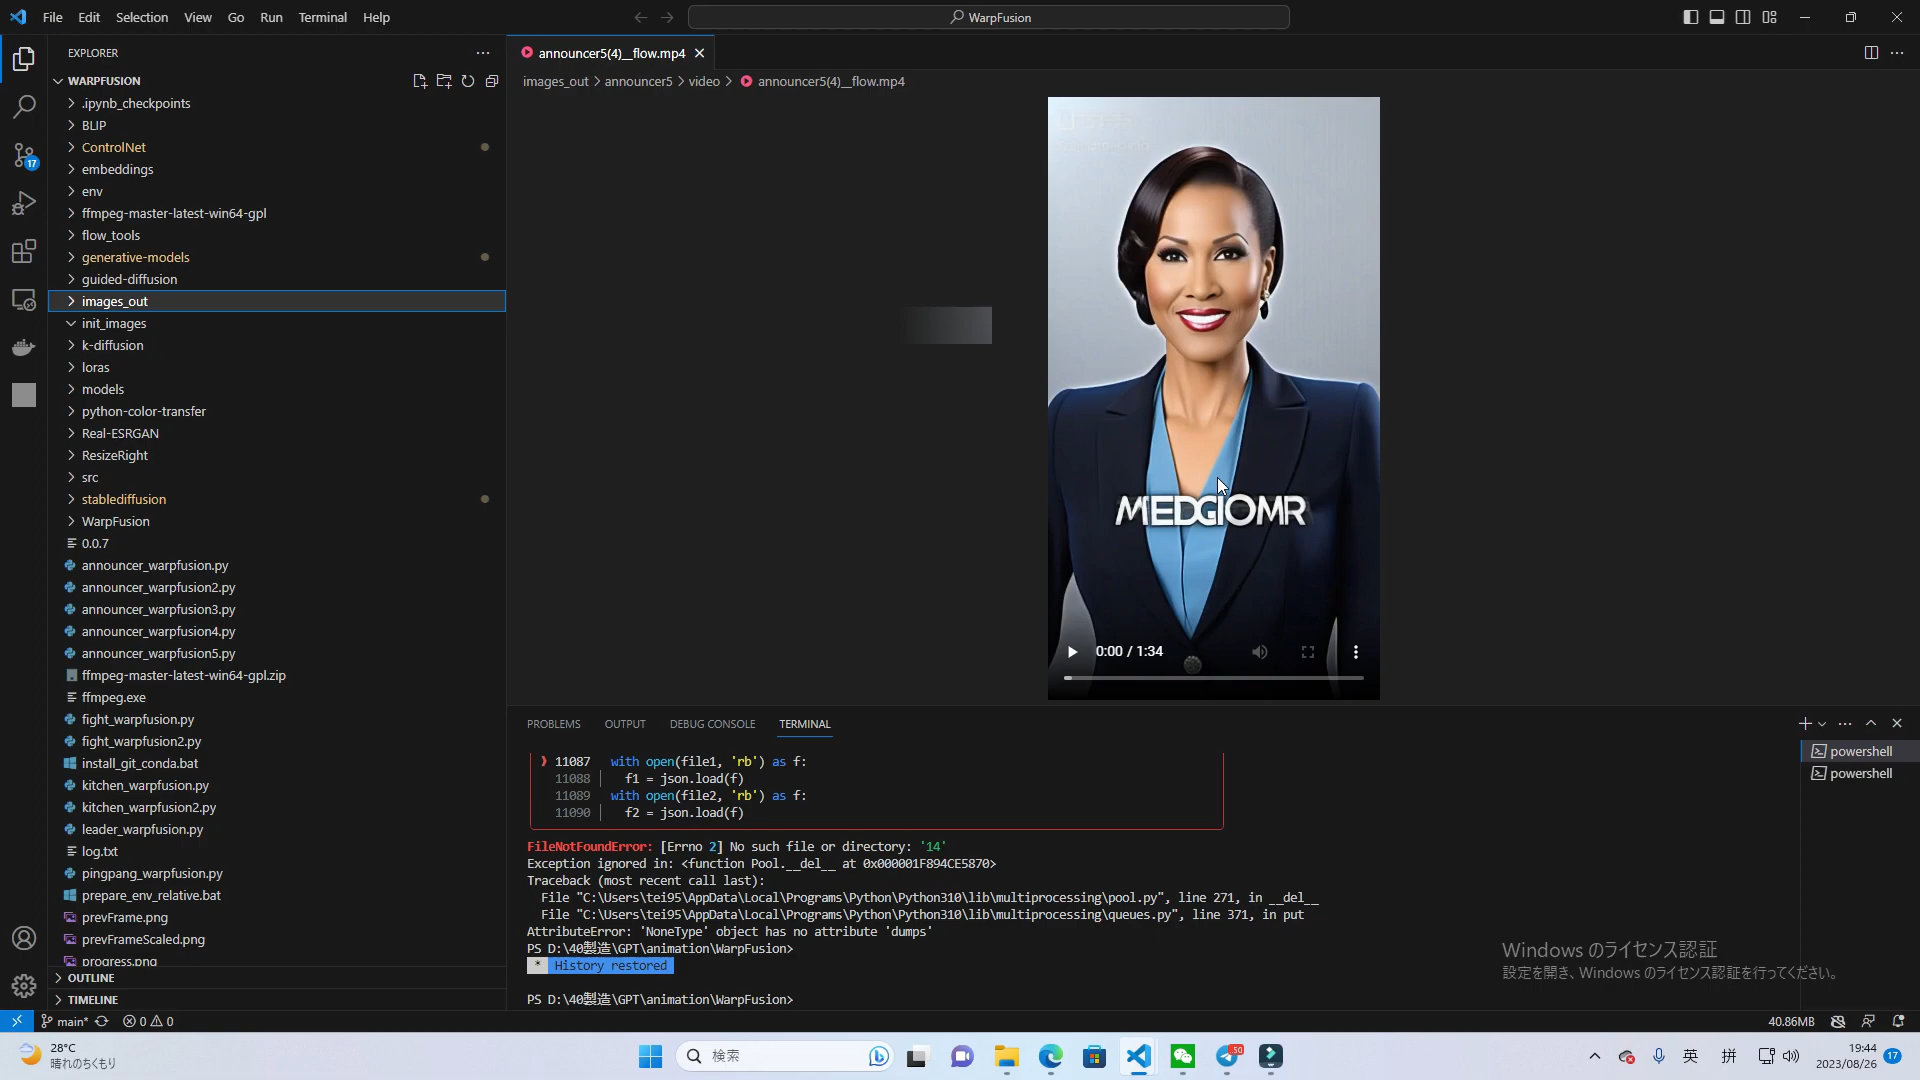 File Edit Selection View Go Run Terminal Help
WarpFusion
EXPLORER
WARPFUSION
.ipynb_checkpoints
BLIP
ControlNet
embeddings
env
ffmpeg-master-latest-win64-gpl
flow_tools
generative-models
guided-diffusion
images_out
init_images
k-diffusion
loras
models
python-color-transfer
Real-ESRGAN
ResizeRight
src
stablediffusion
WarpFusion
0.0.7
announcer_warpfusion.py
announcer_warpfusion2.py
announcer_warpfusion3.py
announcer_warpfusion4.py
announcer_warpfusion5.py
ffmpeg-master-latest-win64-gpl.zip
ffmpeg.exe
fight_warpfusion.py
fight_warpfusion2.py
install_git_conda.bat
kitchen_warpfusion.py
kitchen_warpfusion2.py
leader_warpfusion.py
log.txt
pingpang_warpfusion.py
prepare_env_relative.bat
prevFrame.png
prevFrameScaled.png
progress.png
OUTLINE
TIMELINE
17
announcer5(4)__flow.mp4
images_out > announcer5 > video > announcer5(4)__flow.mp4
MEDGIOMR
0:00 / 1:34
PROBLEMS OUTPUT DEBUG CONSOLE TERMINAL
❱ 11087 with open(file1, 'rb') as f:
11088 │ f1 = json.load(f)
11089 with open(file2, 'rb') as f:
11090 │ f2 = json.load(f)
FileNotFoundError: [Errno 2] No such file or directory: '14'
Exception ignored in: <function Pool.__del__ at 0x000001F894CE5870>
Traceback (most recent call last):
File "C:\Users\tei95\AppData\Local\Programs\Python\Python310\lib\multiprocessing\pool.py", line 271, in __del__
File "C:\Users\tei95\AppData\Local\Programs\Python\Python310\lib\multiprocessing\queues.py", line 371, in put
AttributeError: 'NoneType' object has no attribute 'dumps'
PS D:\40製造\GPT\animation\WarpFusion>
* History restored
PS D:\40製造\GPT\animation\WarpFusion>
powershell
powershell
Windows のライセンス認証
設定を開き、Windows のライセンス認証を行ってください。
main* 0 0
40.86MB
28°C
晴れのちくもり
検索
50
英
拼
19:44
2023/08/26
17